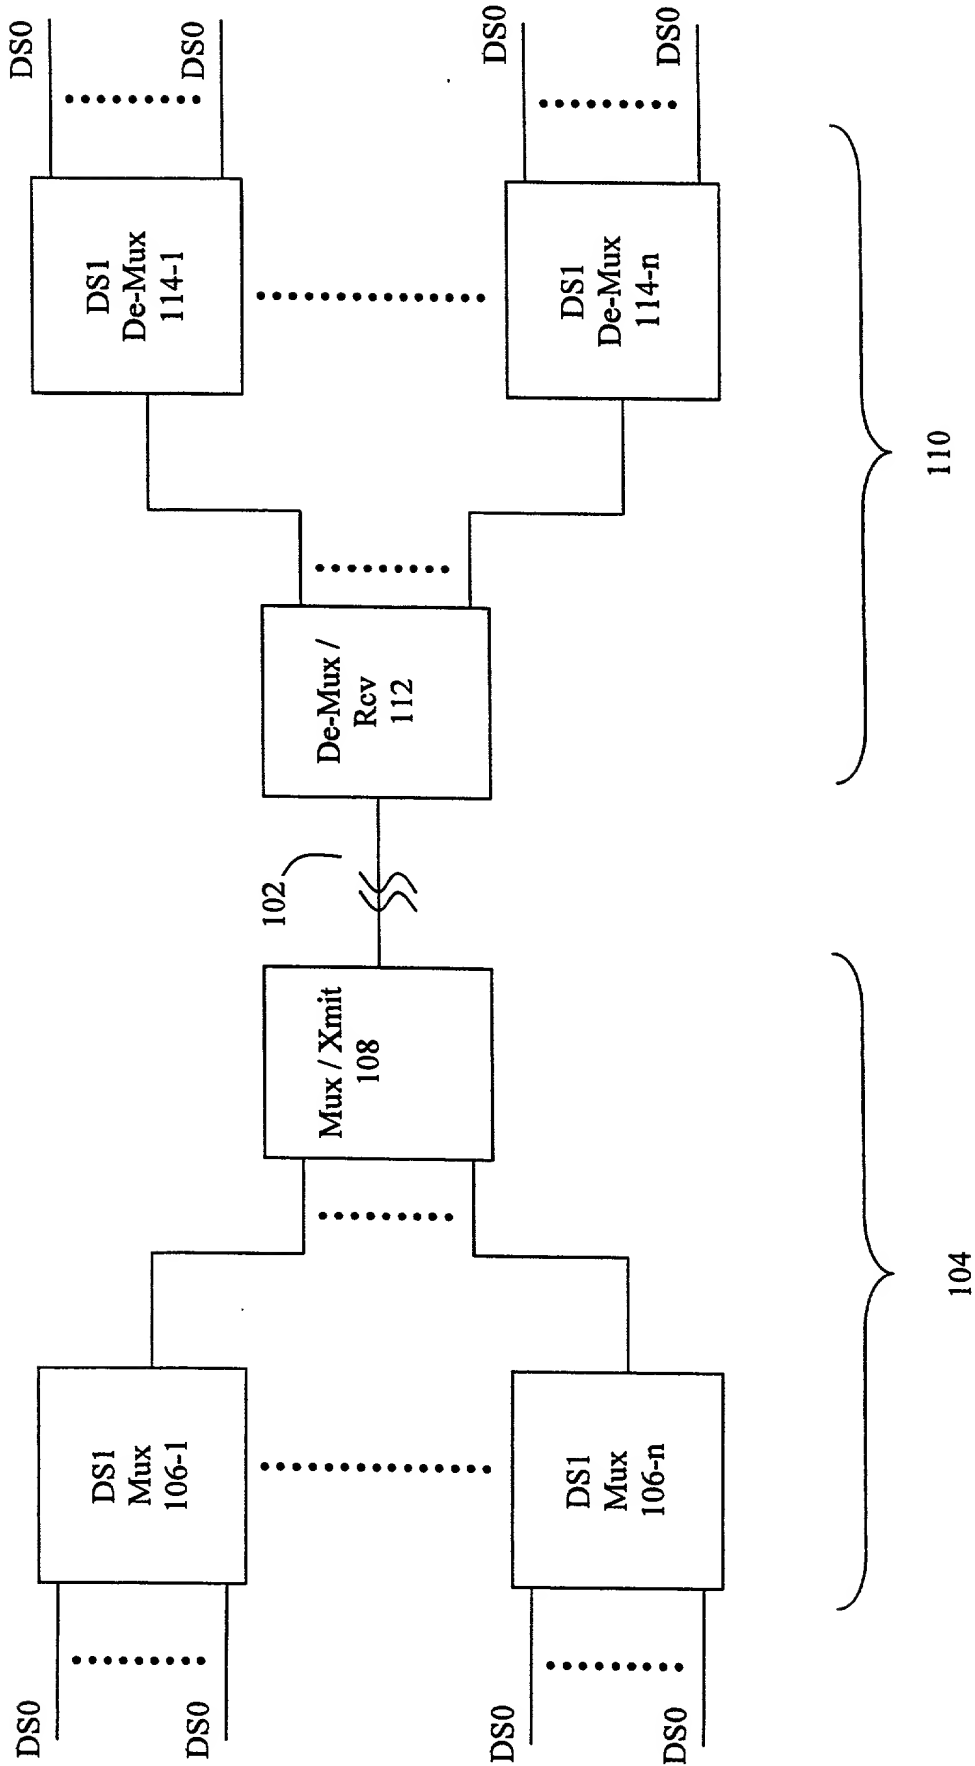 DS0
DS0
DS1
Mux
106-1
DS0
DS0
DS1
Mux
106-n
Mux / Xmit
108
104
102
De-Mux /
Rcv
112
DS1
De-Mux
114-1
DS0
DS0
DS1
De-Mux
114-n
DS0
DS0
110